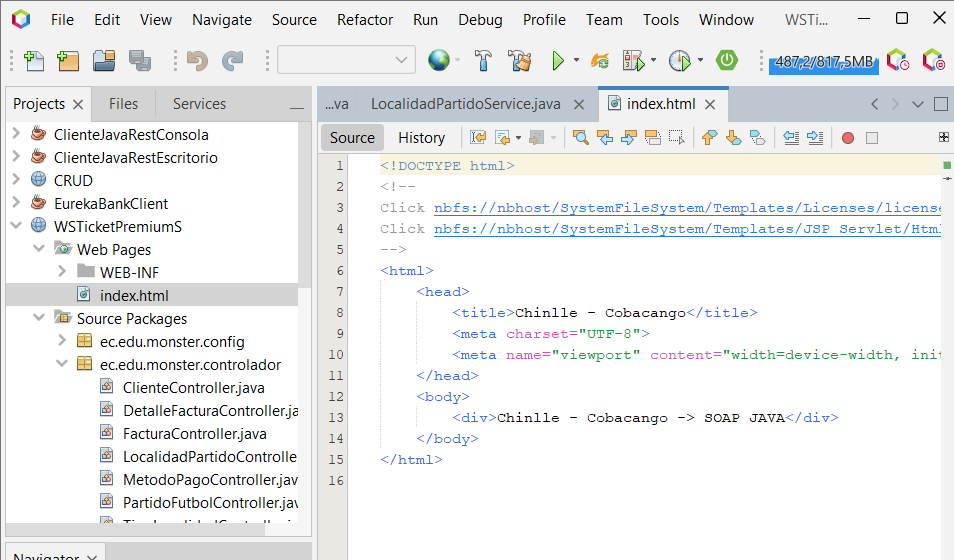 File Edit View Navigate Source Refactor Run Debug Profile Team Tools Window WSTi...
487,2/817,5MB
Projects Files Services
...va LocalidadPartidoService.java index.html
Source History
ClienteJavaRestConsola
ClienteJavaRestEscritorio
CRUD
EurekaBankClient
WSTicketPremiumS
Web Pages
WEB-INF
index.html
Source Packages
ec.edu.monster.config
ec.edu.monster.controlador
ClienteController.java
DetalleFacturaController.ja
FacturaController.java
LocalidadPartidoControlle
MetodoPagoController.jav
PartidoFutbolController.jav
1 <!DOCTYPE html>
2 <!--
3 Click nbfs://nbhost/SystemFileSystem/Templates/Licenses/license
4 Click nbfs://nbhost/SystemFileSystem/Templates/JSP_Servlet/Html
5 -->
6 <html>
7 <head>
8 <title>Chinlle - Cobacango</title>
9 <meta charset="UTF-8">
10 <meta name="viewport" content="width=device-width, init
11 </head>
12 <body>
13 <div>Chinlle - Cobacango -> SOAP JAVA</div>
14 </body>
15 </html>
16
Navigator